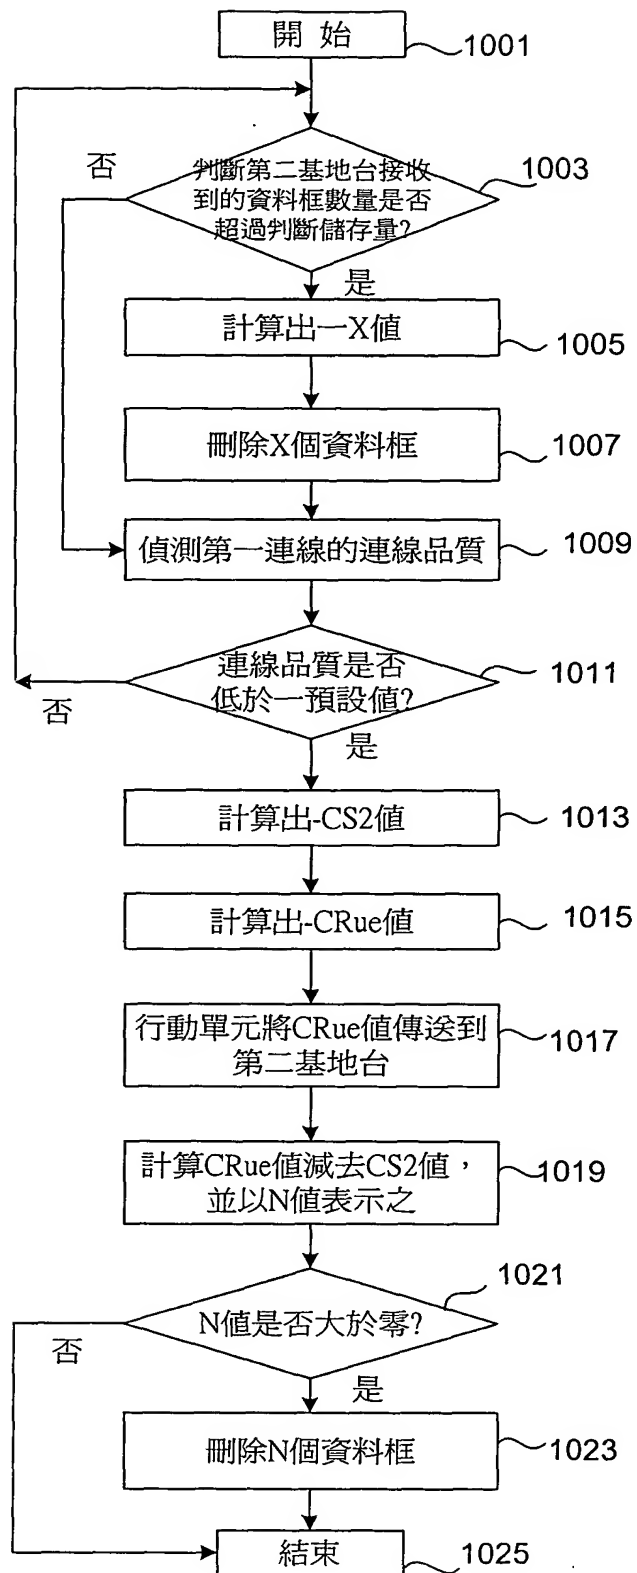 開 始
1001
否
判斷第二基地台接收
到的資料框數量是否
超過判斷儲存量?
1003
是
計算出一X值
1005
刪除X個資料框
1007
偵測第一連線的連線品質
1009
連線品質是否
低於一預設值?
1011
否
是
計算出-CS2值
1013
計算出-CRue值
1015
行動單元將CRue值傳送到
第二基地台
1017
計算CRue值減去CS2值，
並以N值表示之
1019
1021
N值是否大於零?
否
是
刪除N個資料框
1023
結束
1025